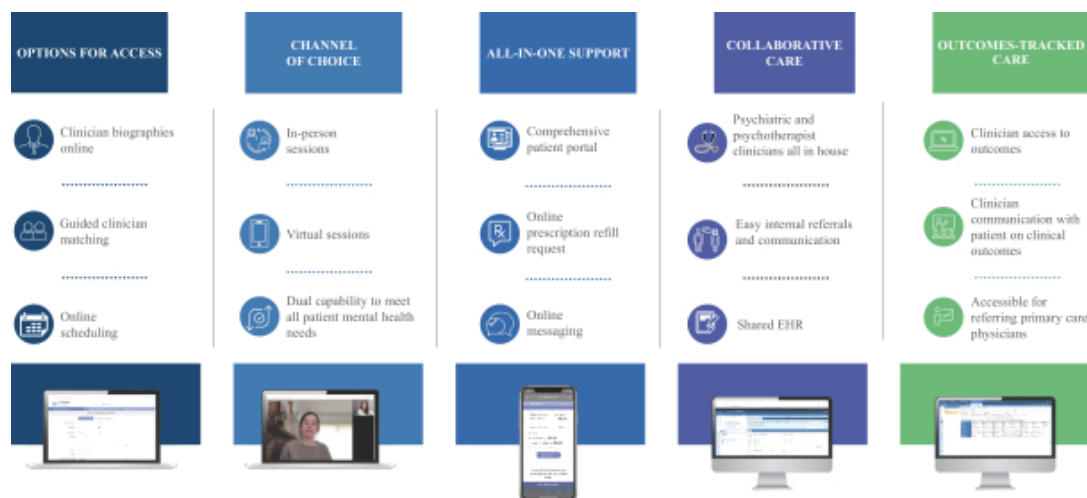 OPTIONS FOR ACCESS
CHANNEL
OF CHOICE
ALL-IN-ONE SUPPORT
COLLABORATIVE
CARE
OUTCOMES-TRACKED
CARE
Clinician biographies
online
Guided clinician
matching
Online
scheduling
In-person
sessions
Virtual sessions
Dual capability to meet
all patient mental health
needs
Comprehensive
patient portal
Online
prescription refill
request
Online
messaging
Psychiatric and
psychotherapist
clinicians all in house
Easy internal referrals
and communication
Shared EHR
Clinician access to
outcomes
Clinician
communication with
patient on clinical
outcomes
Accessible for
referring primary care
physicians